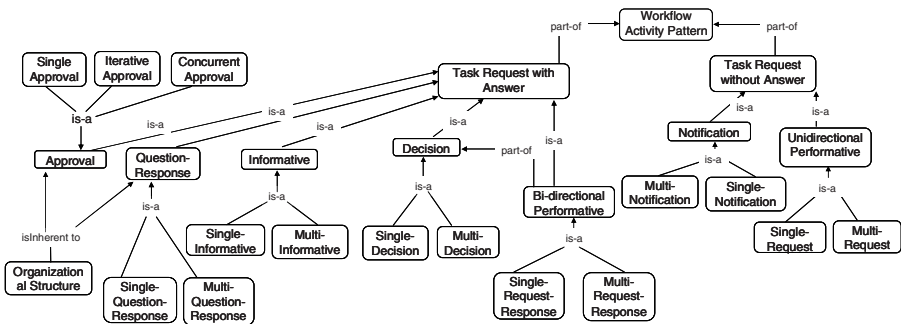 Workflow
Activity Pattern
part-of
part-of
Single
Approval
Iterative
Approval
Concurrent
Approval
Task Request with
Answer
Task Request
without Answer
is-a
is-a
is-a
is-a
is-a
is-a
is-a
is-a
Approval
Question-
Response
Informative
Decision
part-of
Notification
Unidirectional
Performative
is-a
is-a
is-a
is-a
is-a
Bi-directional
Performative
Multi-
Notification
Single-
Notification
isInherent to
Single-
Informative
Multi-
Informative
Single-
Decision
Multi-
Decision
is-a
Single-
Request
Multi-
Request
Organization
al Structure
Single-
Question-
Response
Multi-
Question-
Response
Single-
Request-
Response
Multi-
Request-
Response